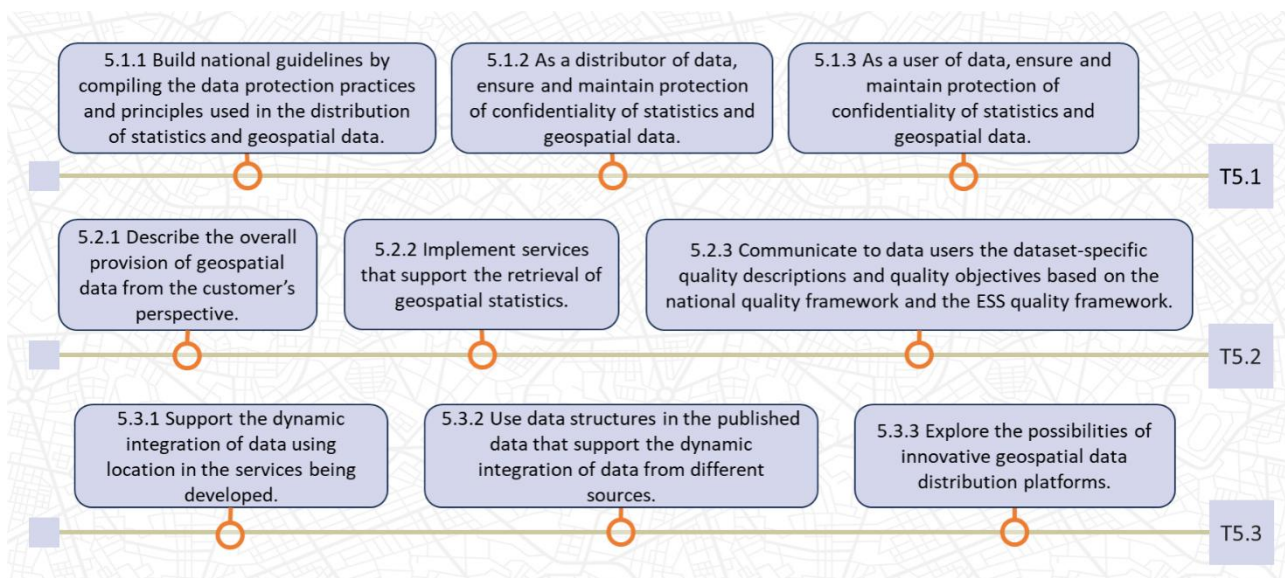 5.1.1 Build national guidelines by
compiling the data protection practices
and principles used in the distribution
of statistics and geospatial data.
5.1.2 As a distributor of data,
ensure and maintain protection
of confidentiality of statistics and
geospatial data.
5.1.3 As a user of data, ensure and
maintain protection of
confidentiality of statistics and
geospatial data.
T5.1
5.2.1 Describe the overall
provision of geospatial
data from the customer’s
perspective.
5.2.2 Implement services
that support the retrieval of
geospatial statistics.
5.2.3 Communicate to data users the dataset-specific
quality descriptions and quality objectives based on the
national quality framework and the ESS quality framework.
T5.2
5.3.1 Support the dynamic
integration of data using
location in the services being
developed.
5.3.2 Use data structures in the published
data that support the dynamic
integration of data from different
sources.
5.3.3 Explore the possibilities of
innovative geospatial data
distribution platforms.
T5.3